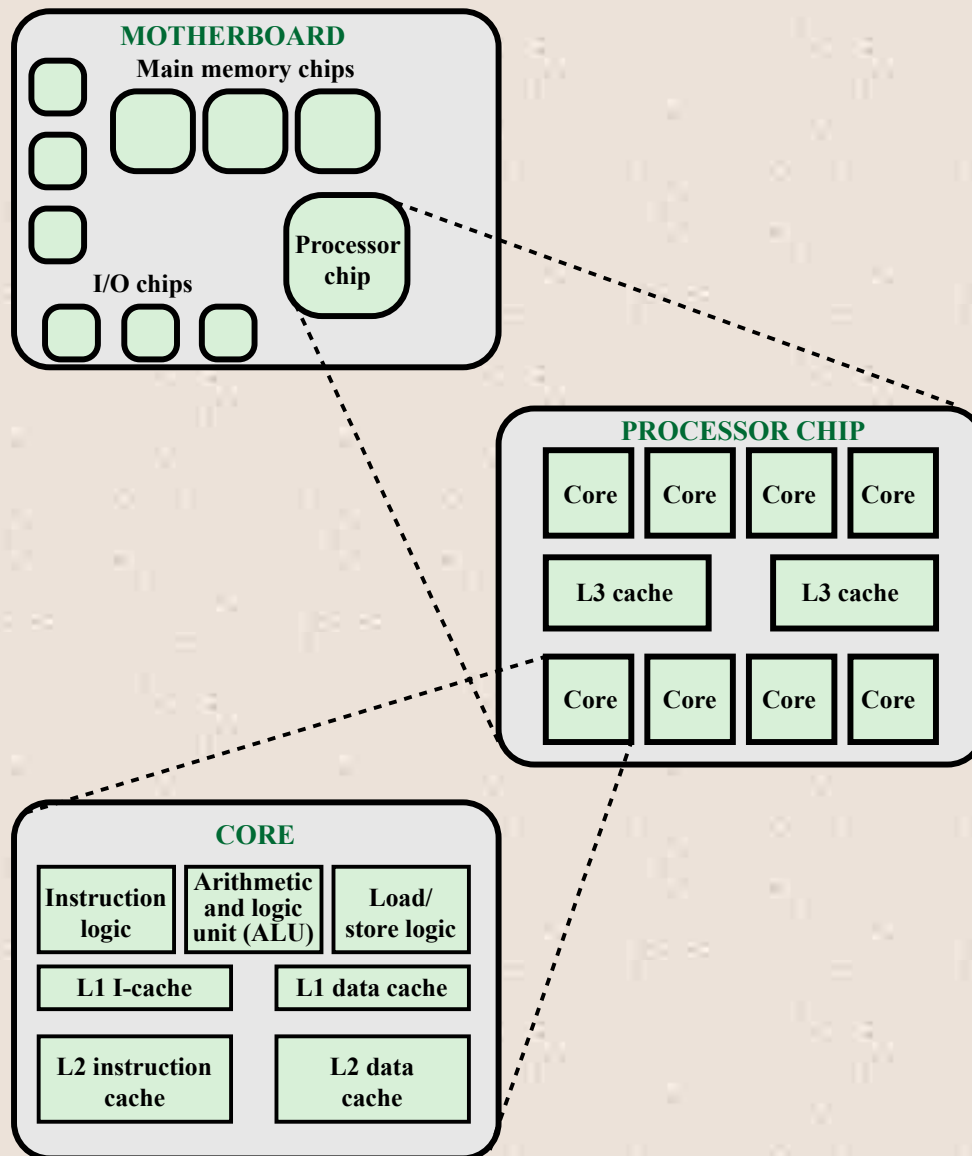 MOTHERBOARD
Main memory chips
Processor
chip
I/O chips
PROCESSOR CHIP
Core
Core
Core
Core
L3 cache
L3 cache
Core
Core
Core
Core
CORE
Instruction
logic
Arithmetic
and logic
unit (ALU)
Load/
store logic
L1 I-cache
L1 data cache
L2 instruction
cache
L2 data
cache